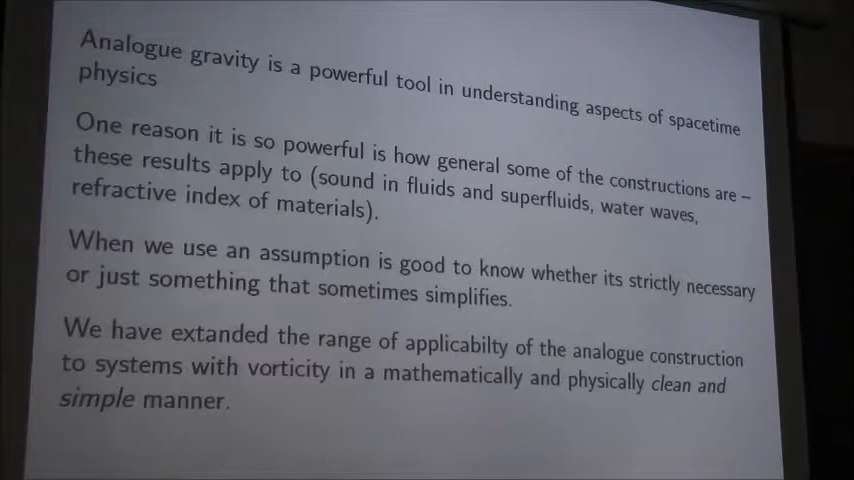 Analogue gravity is a powerful tool in understanding aspects of spacetime
physics
One reason it is so powerful is how general some of the constructions are –
these results apply to (sound in fluids and superfluids, water waves,
refractive index of materials).
When we use an assumption is good to know whether its strictly necessary
or just something that sometimes simplifies.
We have extanded the range of applicabilty of the analogue construction
to systems with vorticity in a mathematically and physically clean and
simple manner.